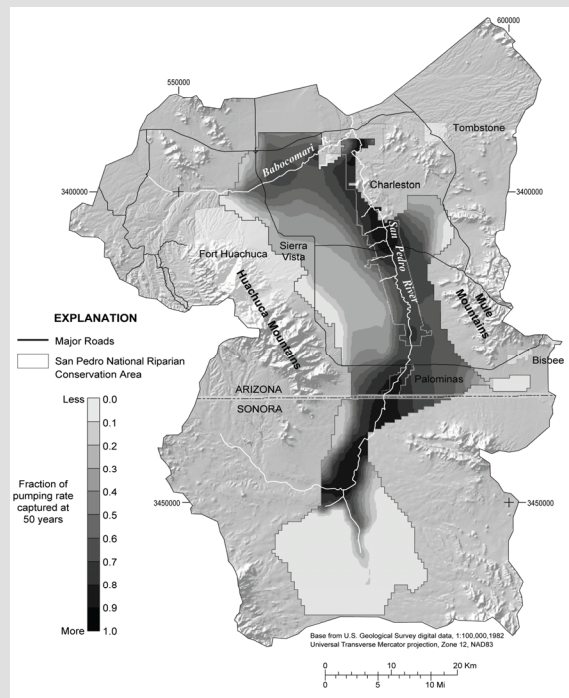 600000
550000
Tombstone
Babocomari R.
3400000
Charleston
3400000
San Pedro River
Fort Huachuca
Sierra
Vista
Huachuca Mountains
Mule
Mountains
EXPLANATION
Major Roads
San Pedro National Riparian
Conservation Area
Bisbee
Palominas
ARIZONA
SONORA
Less
0.0
0.1
0.2
0.3
0.4
0.5
0.6
0.7
0.8
0.9
1.0
More
Fraction of
pumping rate
captured at
50 years
3450000
3450000
Base from U.S. Geological Survey digital data, 1:100,000,1982
Universal Transverse Mercator projection, Zone 12, NAD83
0 10 20 Km
0 5 10 Mi